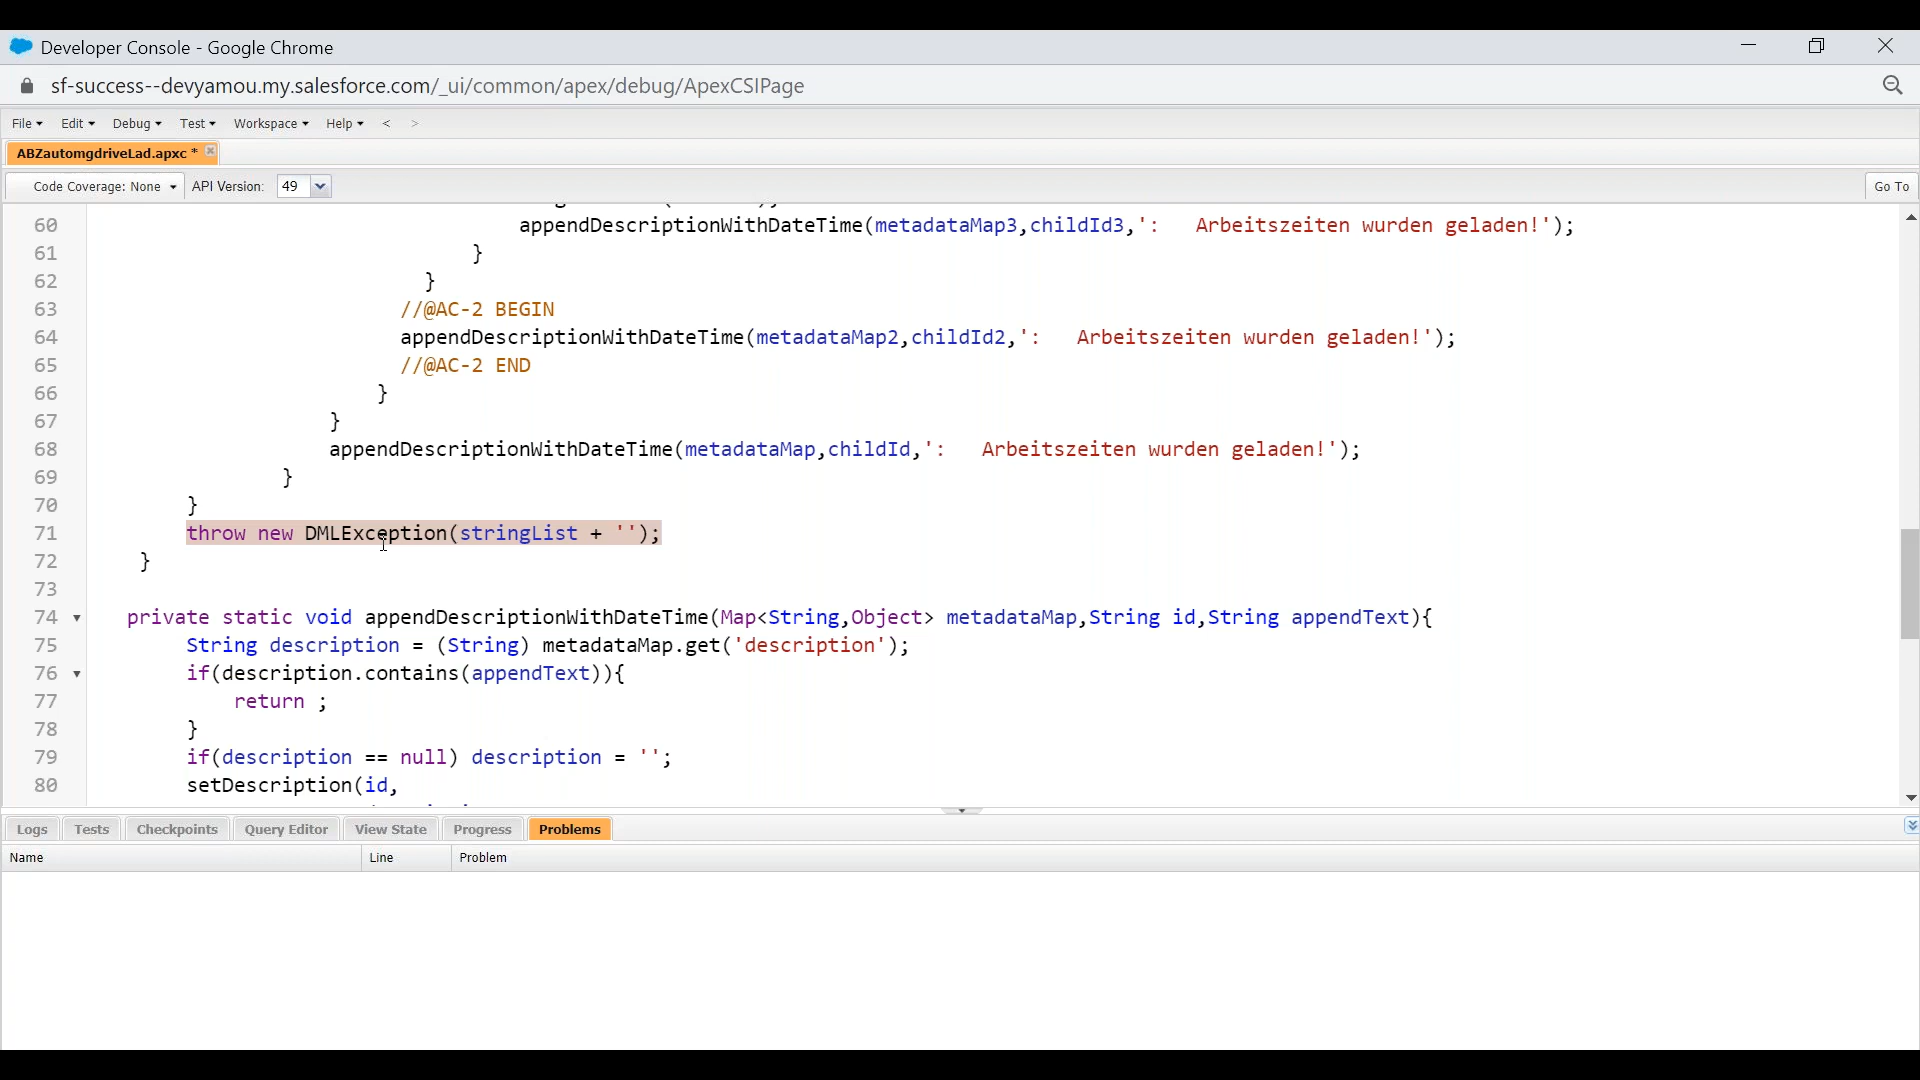 Developer Console - Google Chrome
sf-success--devyamou.my.salesforce.com/_ui/common/apex/debug/ApexCSIPage
File Edit Debug Test Workspace Help < >
ABZautomgdriveLad.apxc *
Code Coverage: None API Version: 49 Go To
60 appendDescriptionWithDateTime(metadataMap3,childId3,':   Arbeitszeiten wurden geladen!');
61 }
62 }
63 //@AC-2 BEGIN
64 appendDescriptionWithDateTime(metadataMap2,childId2,':   Arbeitszeiten wurden geladen!');
65 //@AC-2 END
66 }
67 }
68 appendDescriptionWithDateTime(metadataMap,childId,':   Arbeitszeiten wurden geladen!');
69 }
70 }
71 throw new DMLException(stringList + '');
72 }
73
74 private static void appendDescriptionWithDateTime(Map<String,Object> metadataMap,String id,String appendText){
75 String description = (String) metadataMap.get('description');
76 if(description.contains(appendText)){
77 return ;
78 }
79 if(description == null) description = '';
80 setDescription(id,
Logs Tests Checkpoints Query Editor View State Progress Problems
Name Line Problem